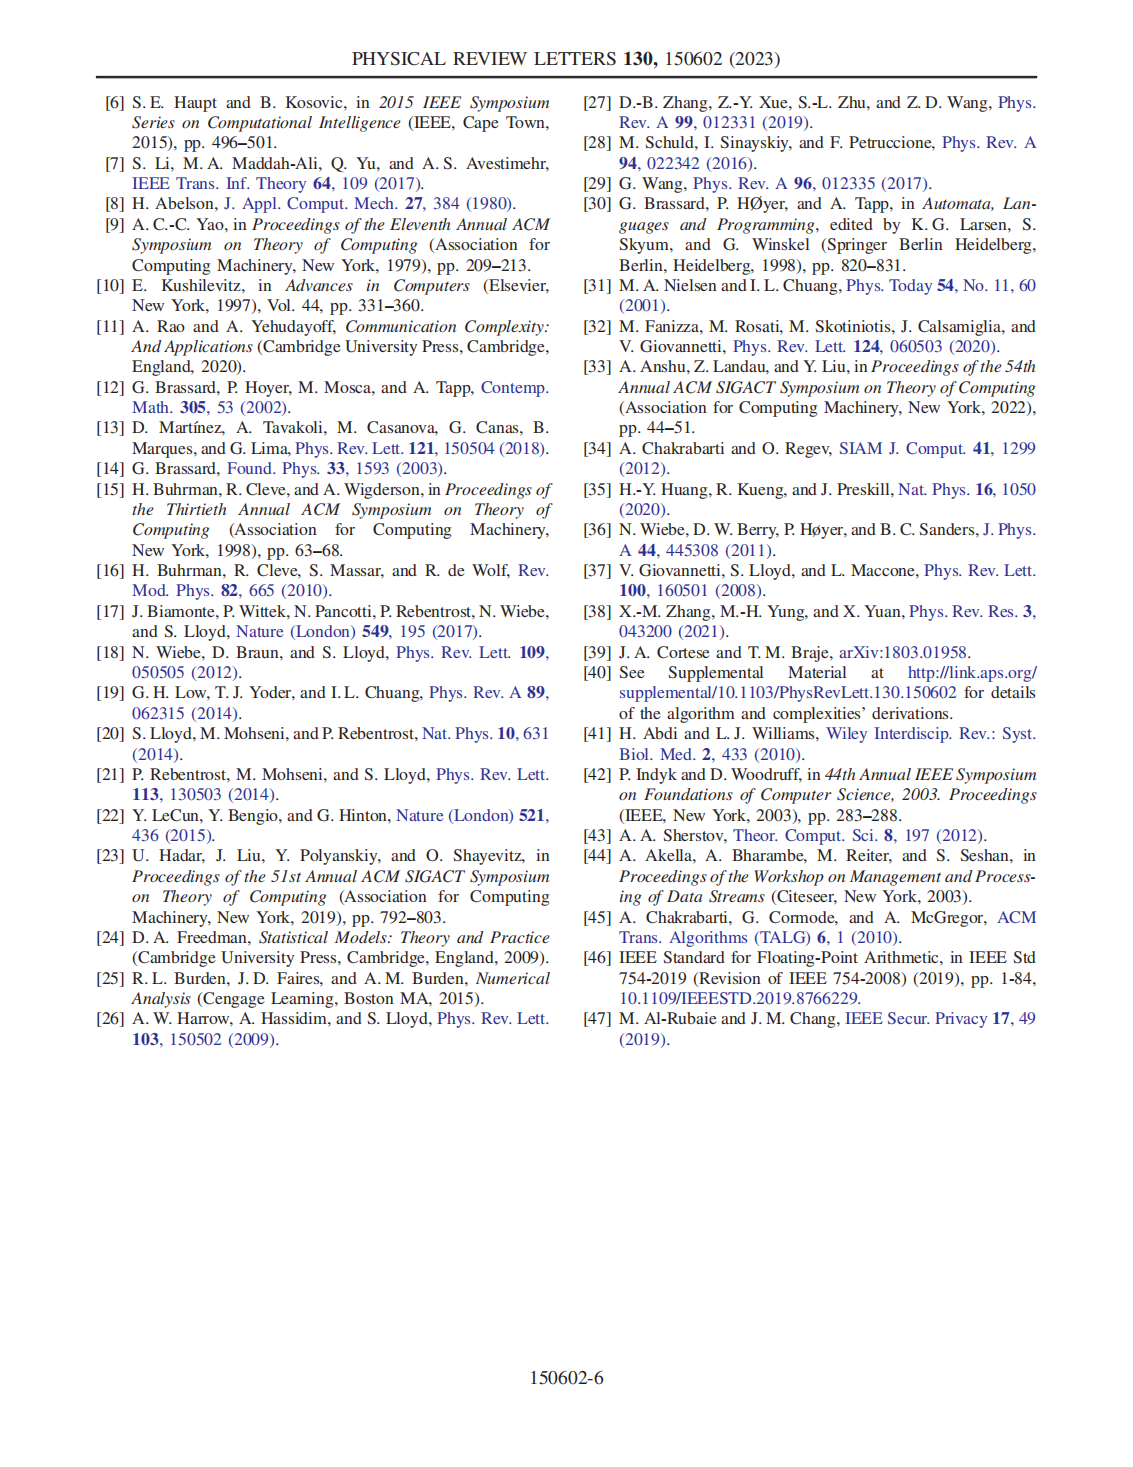 PHYSICAL REVIEW LETTERS 130, 150602 (2023)
[6] S. E. Haupt and B. Kosovic, in 2015 IEEE Symposium
Series on Computational Intelligence (IEEE, Cape Town,
2015), pp. 496–501.
[7] S. Li, M. A. Maddah-Ali, Q. Yu, and A. S. Avestimehr,
IEEE Trans. Inf. Theory 64, 109 (2017).
[8] H. Abelson, J. Appl. Comput. Mech. 27, 384 (1980).
[9] A. C.-C. Yao, in Proceedings of the Eleventh Annual ACM
Symposium on Theory of Computing (Association for
Computing Machinery, New York, 1979), pp. 209–213.
[10] E. Kushilevitz, in Advances in Computers (Elsevier,
New York, 1997), Vol. 44, pp. 331–360.
[11] A. Rao and A. Yehudayoff, Communication Complexity:
And Applications (Cambridge University Press, Cambridge,
England, 2020).
[12] G. Brassard, P. Hoyer, M. Mosca, and A. Tapp, Contemp.
Math. 305, 53 (2002).
[13] D. Martínez, A. Tavakoli, M. Casanova, G. Canas, B.
Marques, and G. Lima, Phys. Rev. Lett. 121, 150504 (2018).
[14] G. Brassard, Found. Phys. 33, 1593 (2003).
[15] H. Buhrman, R. Cleve, and A. Wigderson, in Proceedings of
the Thirtieth Annual ACM Symposium on Theory of
Computing (Association for Computing Machinery,
New York, 1998), pp. 63–68.
[16] H. Buhrman, R. Cleve, S. Massar, and R. de Wolf, Rev.
Mod. Phys. 82, 665 (2010).
[17] J. Biamonte, P. Wittek, N. Pancotti, P. Rebentrost, N. Wiebe,
and S. Lloyd, Nature (London) 549, 195 (2017).
[18] N. Wiebe, D. Braun, and S. Lloyd, Phys. Rev. Lett. 109,
050505 (2012).
[19] G. H. Low, T. J. Yoder, and I. L. Chuang, Phys. Rev. A 89,
062315 (2014).
[20] S. Lloyd, M. Mohseni, and P. Rebentrost, Nat. Phys. 10, 631
(2014).
[21] P. Rebentrost, M. Mohseni, and S. Lloyd, Phys. Rev. Lett.
113, 130503 (2014).
[22] Y. LeCun, Y. Bengio, and G. Hinton, Nature (London) 521,
436 (2015).
[23] U. Hadar, J. Liu, Y. Polyanskiy, and O. Shayevitz, in
Proceedings of the 51st Annual ACM SIGACT Symposium
on Theory of Computing (Association for Computing
Machinery, New York, 2019), pp. 792–803.
[24] D. A. Freedman, Statistical Models: Theory and Practice
(Cambridge University Press, Cambridge, England, 2009).
[25] R. L. Burden, J. D. Faires, and A. M. Burden, Numerical
Analysis (Cengage Learning, Boston MA, 2015).
[26] A. W. Harrow, A. Hassidim, and S. Lloyd, Phys. Rev. Lett.
103, 150502 (2009).
[27] D.-B. Zhang, Z.-Y. Xue, S.-L. Zhu, and Z. D. Wang, Phys.
Rev. A 99, 012331 (2019).
[28] M. Schuld, I. Sinayskiy, and F. Petruccione, Phys. Rev. A
94, 022342 (2016).
[29] G. Wang, Phys. Rev. A 96, 012335 (2017).
[30] G. Brassard, P. HØyer, and A. Tapp, in Automata, Lan-
guages and Programming, edited by K. G. Larsen, S.
Skyum, and G. Winskel (Springer Berlin Heidelberg,
Berlin, Heidelberg, 1998), pp. 820–831.
[31] M. A. Nielsen and I. L. Chuang, Phys. Today 54, No. 11, 60
(2001).
[32] M. Fanizza, M. Rosati, M. Skotiniotis, J. Calsamiglia, and
V. Giovannetti, Phys. Rev. Lett. 124, 060503 (2020).
[33] A. Anshu, Z. Landau, and Y. Liu, in Proceedings of the 54th
Annual ACM SIGACT Symposium on Theory of Computing
(Association for Computing Machinery, New York, 2022),
pp. 44–51.
[34] A. Chakrabarti and O. Regev, SIAM J. Comput. 41, 1299
(2012).
[35] H.-Y. Huang, R. Kueng, and J. Preskill, Nat. Phys. 16, 1050
(2020).
[36] N. Wiebe, D. W. Berry, P. Høyer, and B. C. Sanders, J. Phys.
A 44, 445308 (2011).
[37] V. Giovannetti, S. Lloyd, and L. Maccone, Phys. Rev. Lett.
100, 160501 (2008).
[38] X.-M. Zhang, M.-H. Yung, and X. Yuan, Phys. Rev. Res. 3,
043200 (2021).
[39] J. A. Cortese and T. M. Braje, arXiv:1803.01958.
[40] See Supplemental Material at http://link.aps.org/
supplemental/10.1103/PhysRevLett.130.150602 for details
of the algorithm and complexities’ derivations.
[41] H. Abdi and L. J. Williams, Wiley Interdiscip. Rev.: Syst.
Biol. Med. 2, 433 (2010).
[42] P. Indyk and D. Woodruff, in 44th Annual IEEE Symposium
on Foundations of Computer Science, 2003. Proceedings
(IEEE, New York, 2003), pp. 283–288.
[43] A. A. Sherstov, Theor. Comput. Sci. 8, 197 (2012).
[44] A. Akella, A. Bharambe, M. Reiter, and S. Seshan, in
Proceedings of the Workshop on Management and Process-
ing of Data Streams (Citeseer, New York, 2003).
[45] A. Chakrabarti, G. Cormode, and A. McGregor, ACM
Trans. Algorithms (TALG) 6, 1 (2010).
[46] IEEE Standard for Floating-Point Arithmetic, in IEEE Std
754-2019 (Revision of IEEE 754-2008) (2019), pp. 1-84,
10.1109/IEEESTD.2019.8766229.
[47] M. Al-Rubaie and J. M. Chang, IEEE Secur. Privacy 17, 49
(2019).
150602-6